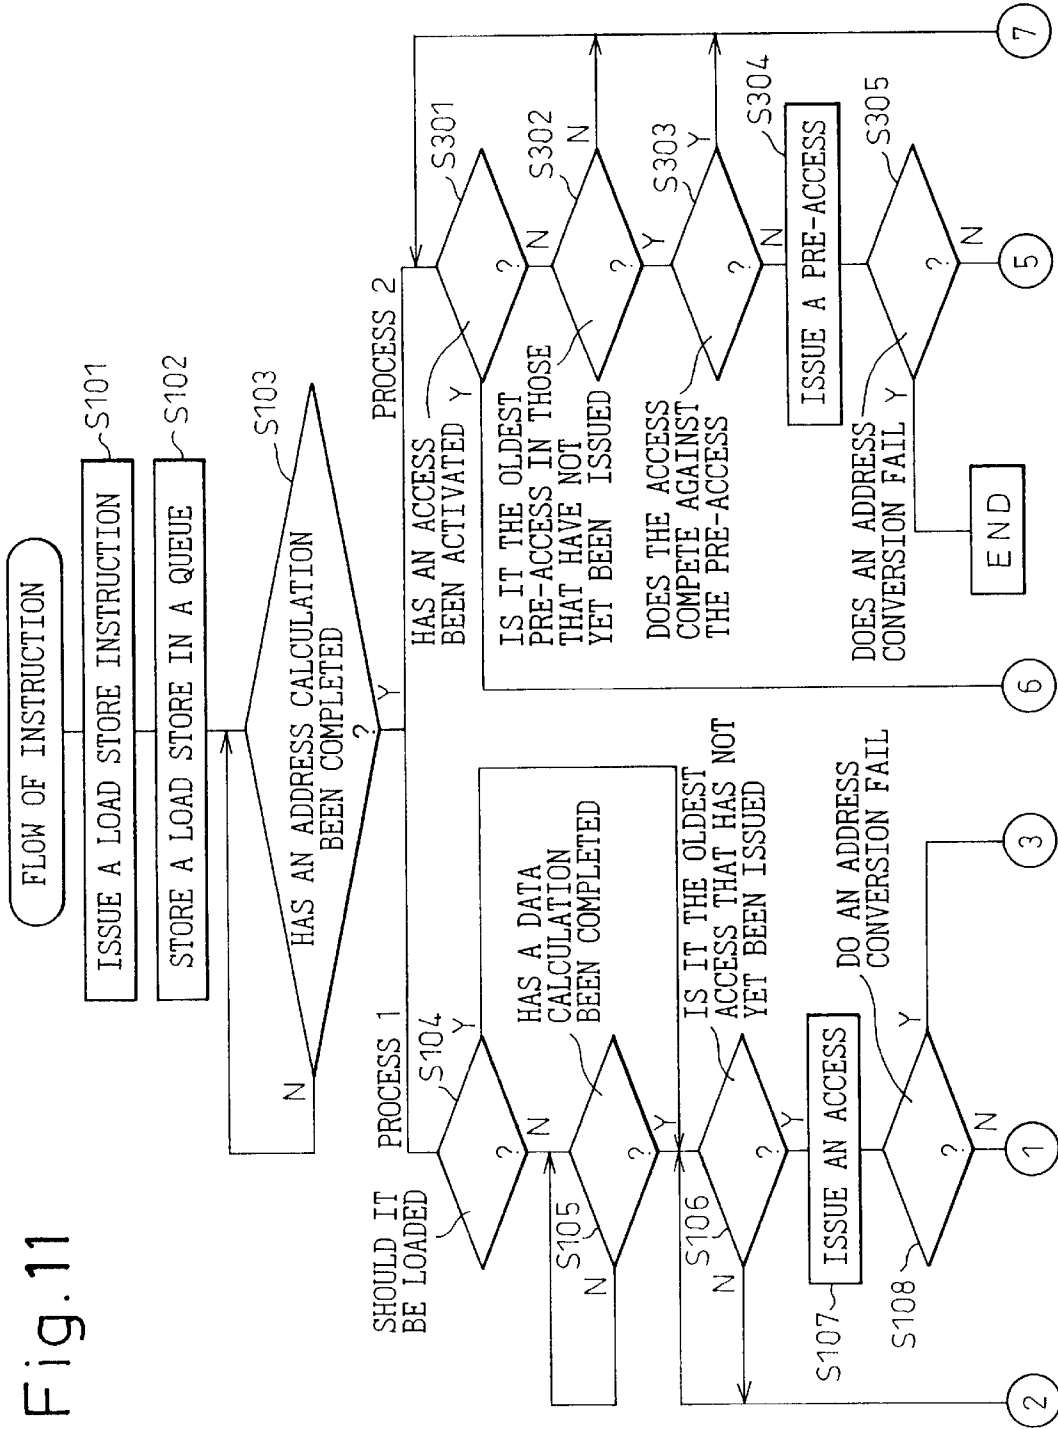 Fig.11
FLOW OF INSTRUCTION
ISSUE A LOAD STORE INSTRUCTION
S101
STORE A LOAD STORE IN A QUEUE
S102
S103
HAS AN ADDRESS CALCULATION
BEEN COMPLETED
?
N
Y
PROCESS 1
SHOULD IT
BE LOADED
S104
?
Y
N
HAS A DATA
CALCULATION
BEEN COMPLETED
S105
?
N
Y
IS IT THE OLDEST
ACCESS THAT HAS NOT
YET BEEN ISSUED
S106
?
N
Y
S107
ISSUE AN ACCESS
DO AN ADDRESS
CONVERSION FAIL
S108
?
Y
N
2
1
3
PROCESS 2
HAS AN ACCESS
BEEN ACTIVATED
S301
?
Y
N
IS IT THE OLDEST
PRE-ACCESS IN THOSE
THAT HAVE NOT
YET BEEN ISSUED
S302
?
N
Y
DOES THE ACCESS
COMPETE AGAINST
THE PRE-ACCESS
S303
?
Y
N
S304
ISSUE A PRE-ACCESS
DOES AN ADDRESS
CONVERSION FAIL
S305
?
Y
N
END
6
5
7